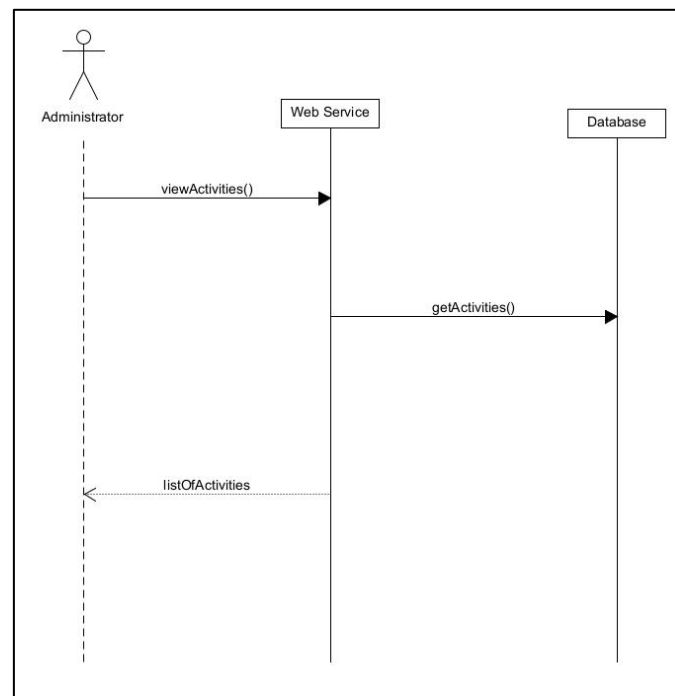 Administrator
Web Service
Database
viewActivities()
getActivities()
listOfActivities